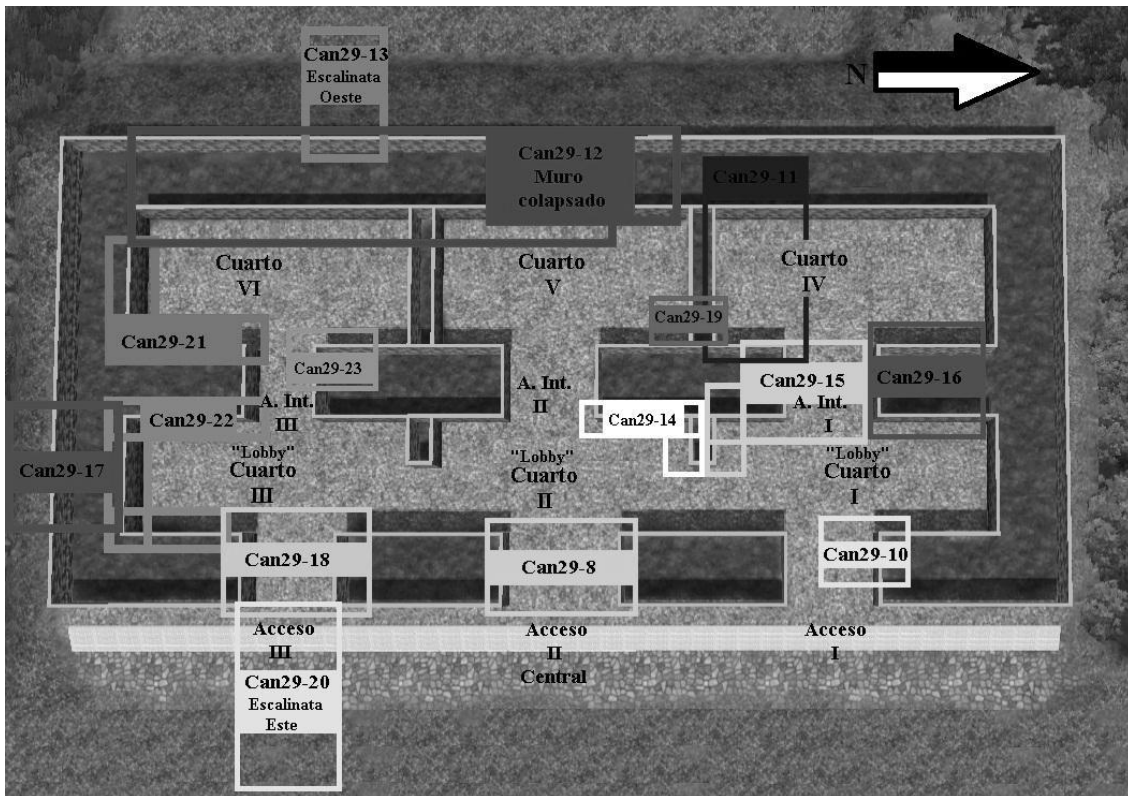 Can29-13
Escalinata
Oeste
N
Can29-12
Muro
colapsado
Can29-11
Cuarto
VI
Cuarto
V
Cuarto
IV
Can29-19
Can29-21
Can29-23
Can29-15
Can29-16
A. Int.
III
A. Int.
II
A. Int.
I
Can29-22
Can29-14
Can29-17
"Lobby"
Cuarto
III
"Lobby"
Cuarto
II
"Lobby"
Cuarto
I
Can29-18
Can29-8
Can29-10
Acceso
III
Acceso
II
Central
Acceso
I
Can29-20
Escalinata
Este